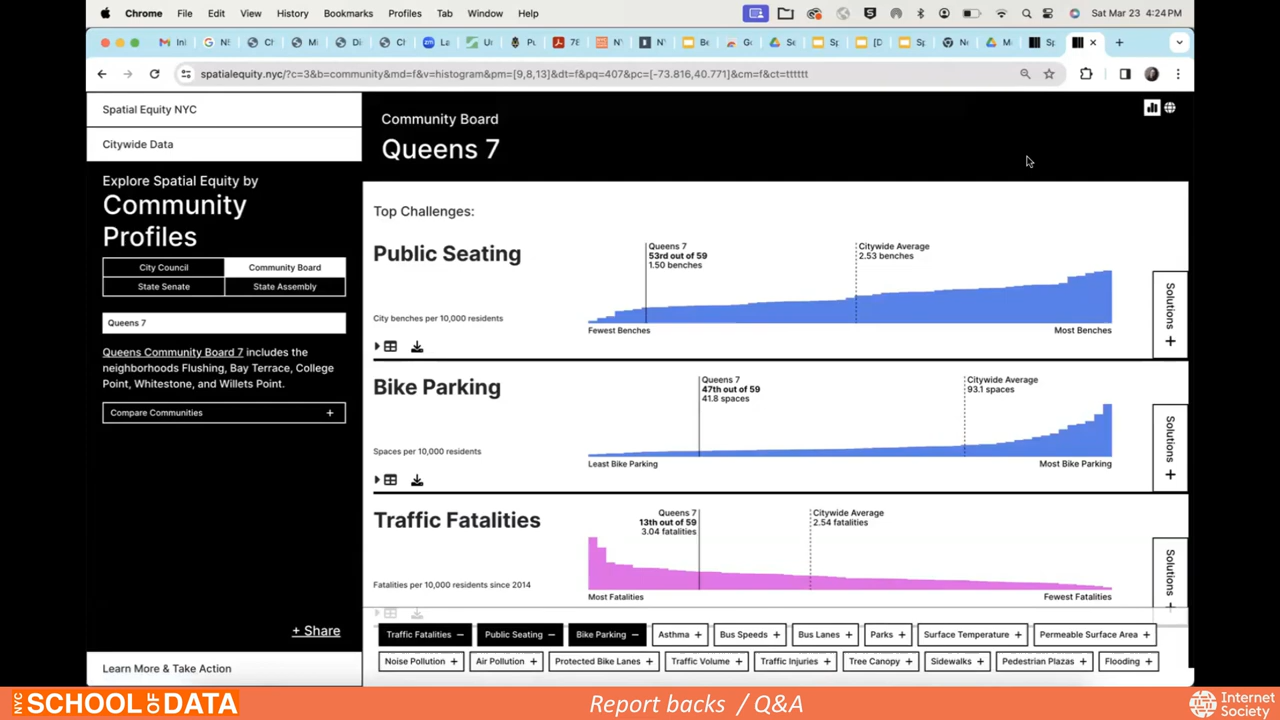 Chrome File Edit View History Bookmarks Profiles Tab Window Help Sat Mar 23 4:24 PM
spatialequity.nyc/?c=3&b=community&md=f&v=histogram&pm=[9,8,13]&dt=f&pq=407&pc=[-73.816,40.771]&cm=f&ct=tttttt
Spatial Equity NYC
Citywide Data
Explore Spatial Equity by
Community
Profiles
City Council Community Board
State Senate State Assembly
Queens 7
Queens Community Board 7 includes the
neighborhoods Flushing, Bay Terrace, College
Point, Whitestone, and Willets Point.
Compare Communities +
+ Share
Learn More & Take Action
Community Board
Queens 7
Top Challenges:
Public Seating
City benches per 10,000 residents
Queens 7
53rd out of 59
1.50 benches
Citywide Average
2.53 benches
Fewest Benches Most Benches
Solutions +
Bike Parking
Spaces per 10,000 residents
Queens 7
47th out of 59
41.8 spaces
Citywide Average
93.1 spaces
Least Bike Parking Most Bike Parking
Solutions +
Traffic Fatalities
Fatalities per 10,000 residents since 2014
Queens 7
13th out of 59
3.04 fatalities
Citywide Average
2.54 fatalities
Most Fatalities Fewest Fatalities
Solutions +
Traffic Fatalities − Public Seating − Bike Parking − Asthma + Bus Speeds + Bus Lanes + Parks + Surface Temperature + Permeable Surface Area +
Noise Pollution + Air Pollution + Protected Bike Lanes + Traffic Volume + Traffic Injuries + Tree Canopy + Sidewalks + Pedestrian Plazas + Flooding +
NYC SCHOOL OF DATA
Report backs / Q&A
Internet
Society